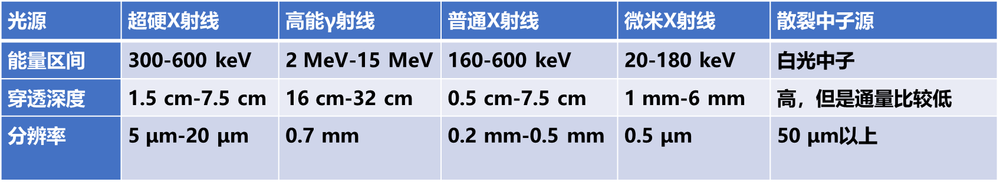 光源 超硬X射线 高能γ射线 普通X射线 微米X射线 散裂中子源
能量区间 300-600 keV 2 MeV-15 MeV 160-600 keV 20-180 keV 白光中子
穿透深度 1.5 cm-7.5 cm 16 cm-32 cm 0.5 cm-7.5 cm 1 mm-6 mm 高，但是通量比较低
分辨率 5 μm-20 μm 0.7 mm 0.2 mm-0.5 mm 0.5 μm 50 μm以上